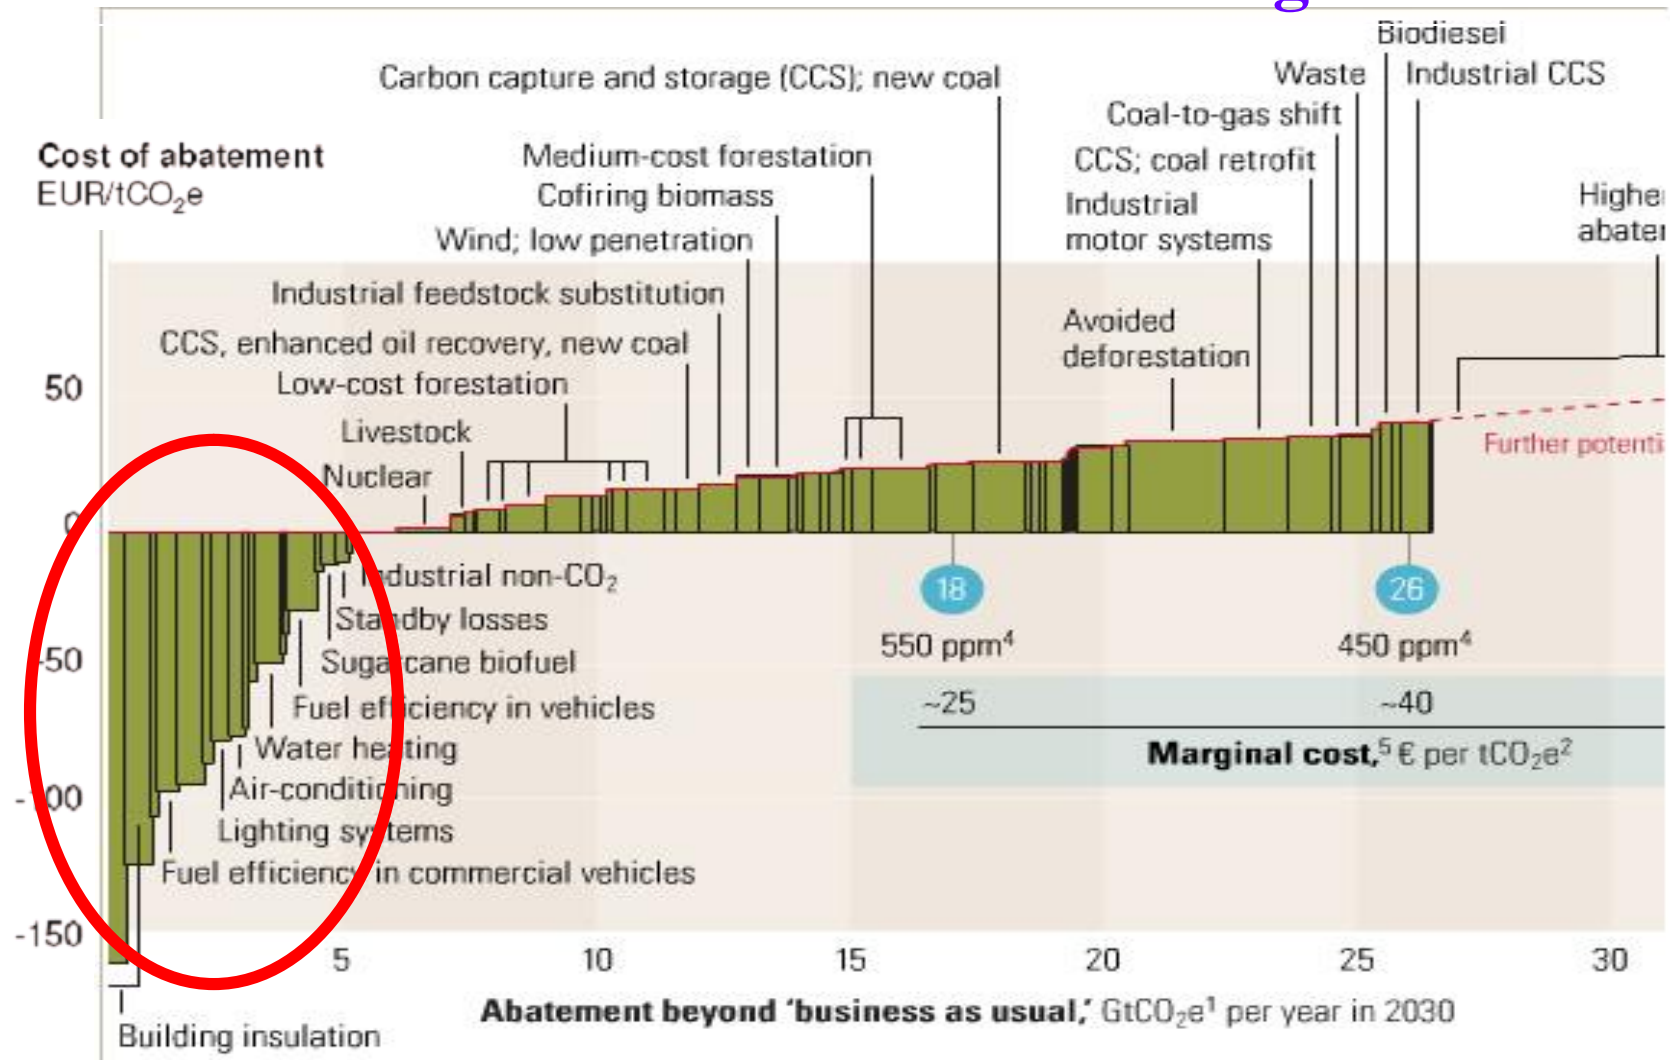 g
Biodiesel
Carbon capture and storage (CCS); new coal
Waste
Industrial CCS
Coal-to-gas shift
Cost of abatement
EUR/tCO₂e
Medium-cost forestation
CCS; coal retrofit
Cofiring biomass
Industrial
motor systems
Highe
abate
Wind; low penetration
Industrial feedstock substitution
Avoided
deforestation
CCS, enhanced oil recovery, new coal
Low-cost forestation
50
Livestock
Further potenti
Nuclear
0
Industrial non-CO₂
18
26
Standby losses
550 ppm⁴
450 ppm⁴
-50
Sugarcane biofuel
Fuel efficiency in vehicles
~25
~40
Water heating
Marginal cost,⁵ € per tCO₂e²
-100
Air-conditioning
Lighting systems
Fuel efficiency in commercial vehicles
-150
5
10
15
20
25
30
Abatement beyond ‘business as usual,’ GtCO₂e¹ per year in 2030
Building insulation